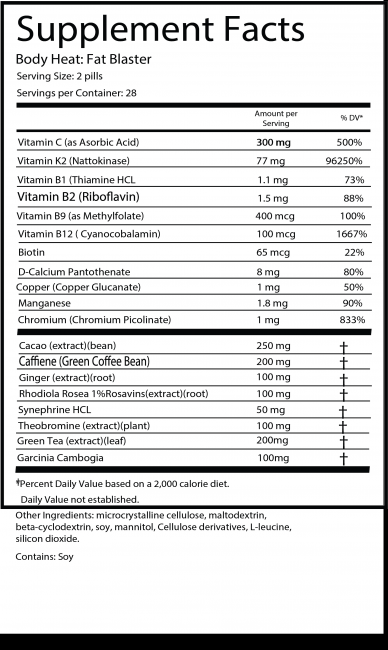 Supplement Facts
Body Heat: Fat Blaster
Serving Size: 2 pills
Servings per Container: 28
Amount per Serving % DV*
Vitamin C (as Asorbic Acid) 300 mg 500%
Vitamin K2 (Nattokinase) 77 mg 96250%
Vitamin B1 (Thiamine HCL 1.1 mg 73%
Vitamin B2 (Riboflavin) 1.5 mg 88%
Vitamin B9 (as Methylfolate) 400 mcg 100%
Vitamin B12 ( Cyanocobalamin) 100 mcg 1667%
Biotin 65 mcg 22%
D-Calcium Pantothenate 8 mg 80%
Copper (Copper Glucanate) 1 mg 50%
Manganese 1.8 mg 90%
Chromium (Chromium Picolinate) 1 mg 833%
Cacao (extract)(bean) 250 mg †
Caffiene (Green Coffee Bean) 200 mg †
Ginger (extract)(root) 100 mg †
Rhodiola Rosea 1%Rosavins(extract)(root) 100 mg †
Synephrine HCL 50 mg †
Theobromine (extract)(plant) 100 mg †
Green Tea (extract)(leaf) 200mg †
Garcinia Cambogia 100mg †
‡Percent Daily Value based on a 2,000 calorie diet.
Daily Value not established.
Other Ingredients: microcrystalline cellulose, maltodextrin,
beta-cyclodextrin, soy, mannitol, Cellulose derivatives, L-leucine,
silicon dioxide.
Contains: Soy